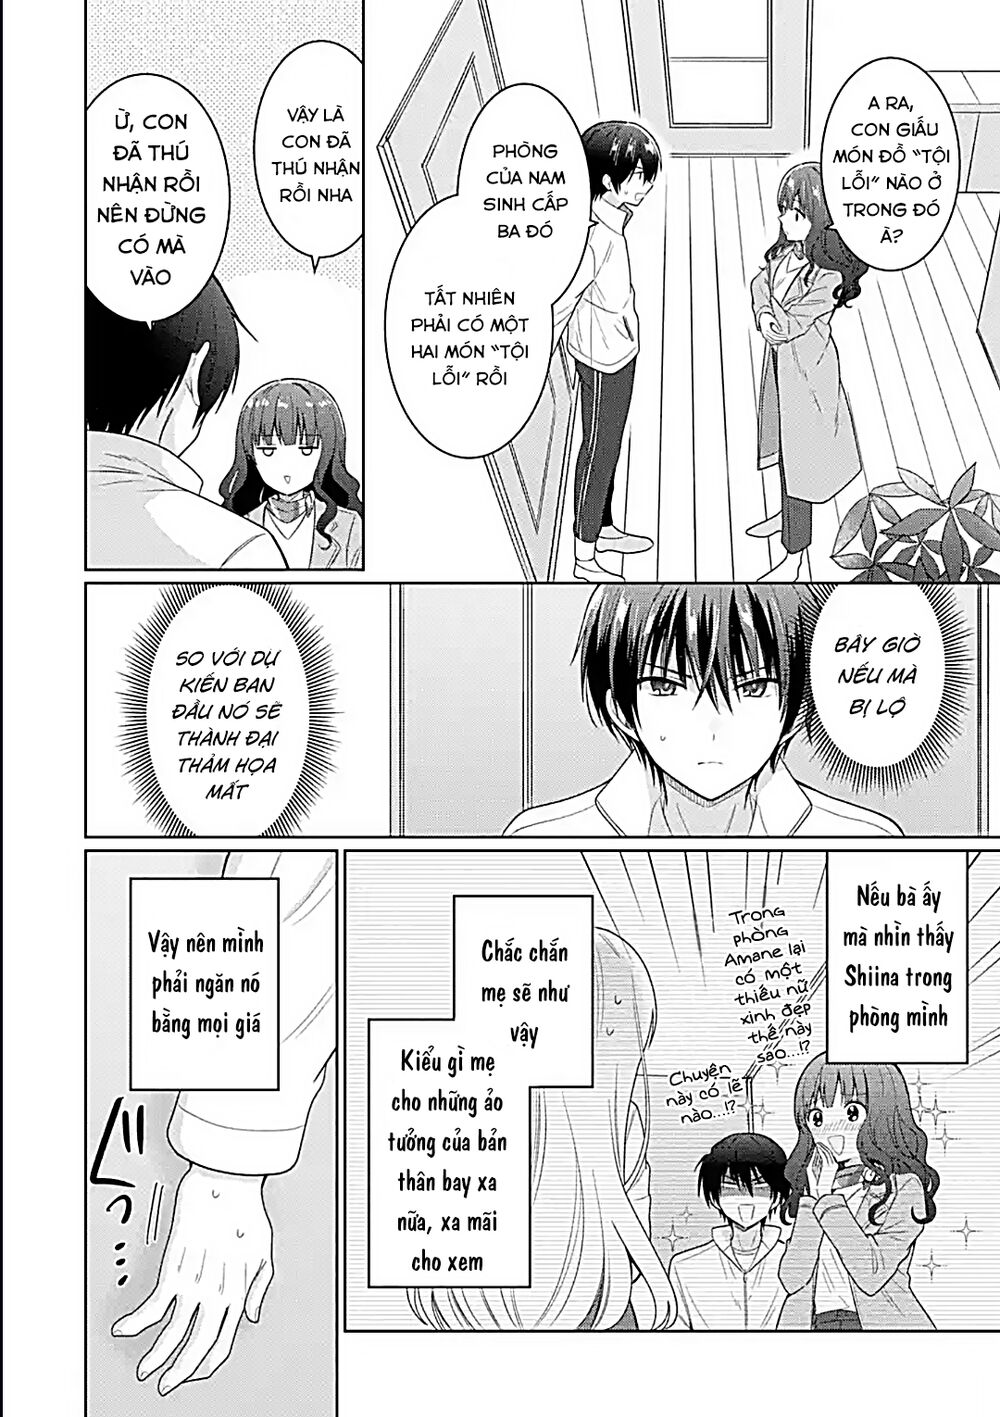 A RA,
CON GIẤU
MÓN ĐỒ “TỘI
LỖI” NÀO Ở
TRONG ĐÓ
À?
PHÒNG
CỦA NAM
SINH CẤP
BA ĐÓ
TẤT NHIÊN
PHẢI CÓ MỘT
HAI MÓN “TỘI
LỖI” RỒI
VẬY LÀ
CON ĐÃ
THÚ NHẬN
RỒI NHA
Ừ, CON
ĐÃ THÚ
NHẬN RỒI
NÊN ĐỪNG
CÓ MÀ
VÀO
BÂY GIỜ
NẾU MÀ
BỊ LỘ
SO VỚI DỰ
KIẾN BAN
ĐẦU NÓ SẼ
THÀNH ĐẠI
THẢM HỌA
MẤT
Nếu bà ấy
mà nhìn thấy
Shiina trong
phòng mình
Trong
phòng
Amane lại
có một
thiếu nữ
xinh đẹp
thế này
sao...!?
Chuyện
này có lẽ
nào...!?
Chắc chắn
mẹ sẽ như
vậy
Kiểu gì mẹ
cho những ảo
tưởng của bản
thân bay xa
nữa, xa mãi
cho xem
Vậy nên mình
phải ngăn nó
bằng mọi giá